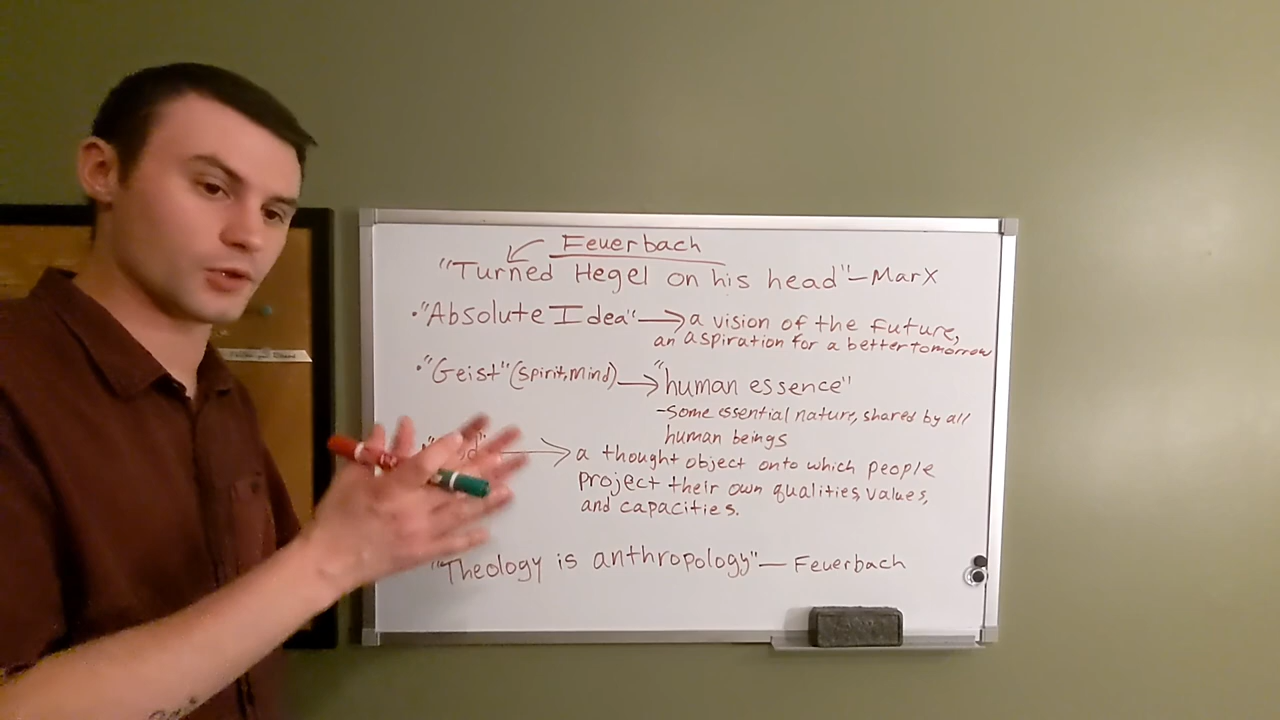 Feuerbach
"Turned Hegel on his head"—Marx
•"Absolute Idea"→a vision of the future,
an aspiration for a better tomorrow
•"Geist"(spirit,mind)→"human essence"
-Some essential nature, shared by all
human beings
→a thought object onto which people
project their own qualities, values,
and capacities.
"Theology is anthropology"—Feuerbach